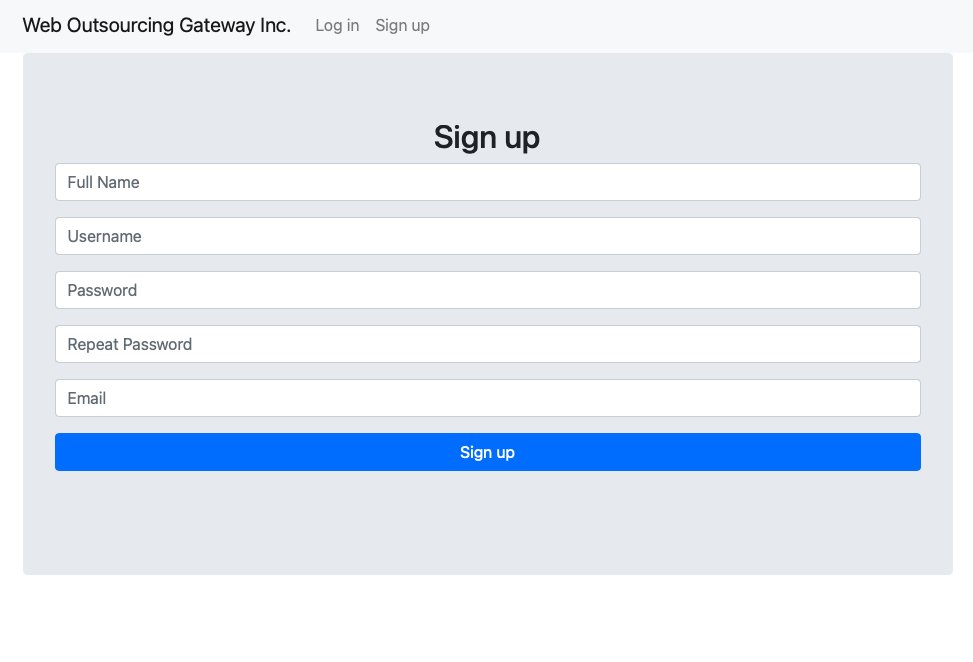 Web Outsourcing Gateway Inc. Log in Sign up
Sign up
Full Name
Username
Password
Repeat Password
Email
Sign up